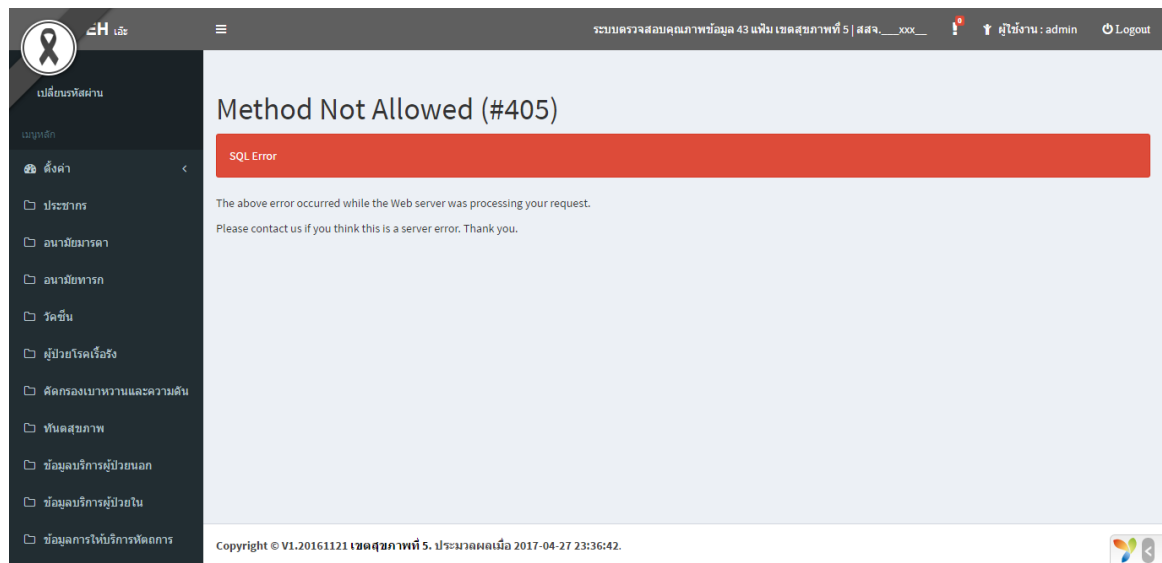 EH เอ๊ะ
ระบบตรวจสอบคุณภาพข้อมูล 43 แฟ้ม เขตสุขภาพที่ 5 | สสจ.___xxx__
0
ผู้ใช้งาน : admin
Logout
เปลี่ยนรหัสผ่าน
เมนูหลัก
ตั้งค่า
ประชากร
อนามัยมารดา
อนามัยทารก
วัคซีน
ผู้ป่วยโรคเรื้อรัง
คัดกรองเบาหวานและความดัน
ทันตสุขภาพ
ข้อมูลบริการผู้ป่วยนอก
ข้อมูลบริการผู้ป่วยใน
ข้อมูลการให้บริการหัตถการ
Method Not Allowed (#405)
SQL Error
The above error occurred while the Web server was processing your request.
Please contact us if you think this is a server error. Thank you.
Copyright © V1.20161121 เขตสุขภาพที่ 5. ประมวลผลเมื่อ 2017-04-27 23:36:42.